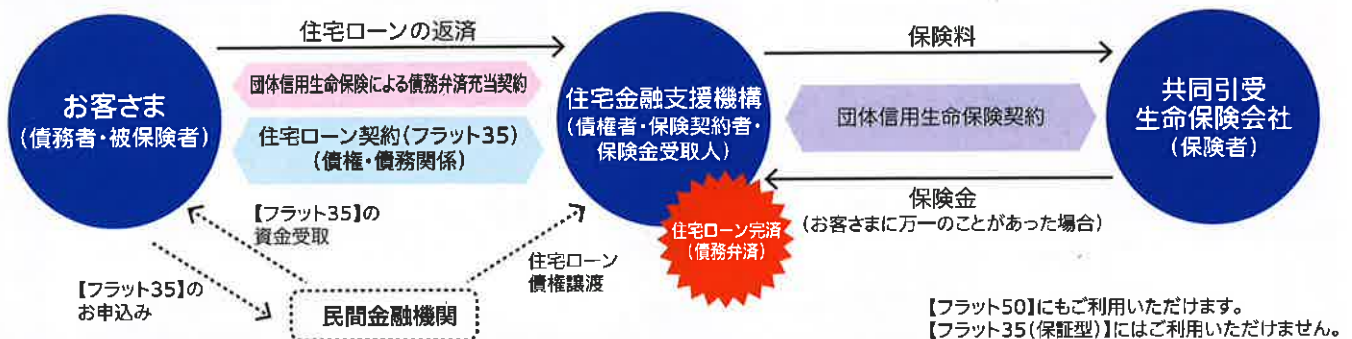 住宅ローンの返済
保険料
団体信用生命保険による債務弁済充当契約
お客さま
(債務者・被保険者)
住宅ローン契約(フラット35)
(債権・債務関係)
住宅金融支援機構
(債権者・保険契約者・
保険金受取人)
団体信用生命保険契約
共同引受
生命保険会社
(保険者)
保険金
(お客さまに万一のことがあった場合)
住宅ローン完済
(債務弁済)
【フラット35】の
資金受取
住宅ローン
債権譲渡
【フラット35】の
お申込み
民間金融機関
【フラット50】にもご利用いただけます。
【フラット35(保証型)】にはご利用いただけません。